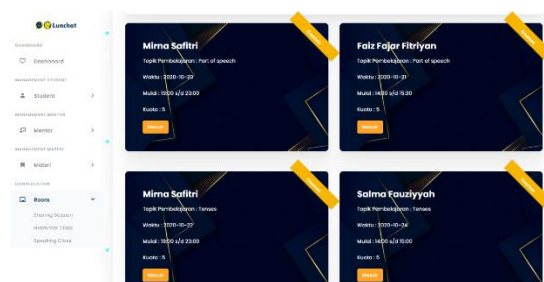 Lunchat
DASHBOARD
Dashboard
MANAGEMENT STUDENT
Student
MANAGEMENT MENTOR
Mentor
MANAGEMENT MATERI
Materi
Room
Sharing Session
Speaking Class
Mirna Safitri
Topik Pembelajaran : Part of speech
Waktu : 2020-10-20
Mulai : 19:00 s/d 23:00
Kuota : 5
Masuk
Faiz Fajar Fitriyan
Topik Pembelajaran : Part of speech
Waktu : 2020-10-21
Mulai : 14:30 s/d 15:30
Kuota : 5
Masuk
Mirna Safitri
Topik Pembelajaran : Tenses
Waktu : 2020-10-22
Mulai : 19:00 s/d 23:00
Kuota : 5
Masuk
Salma Fauziyyah
Topik Pembelajaran : Tenses
Waktu : 2020-10-24
Mulai : 14:00 s/d 15:00
Kuota : 5
Masuk